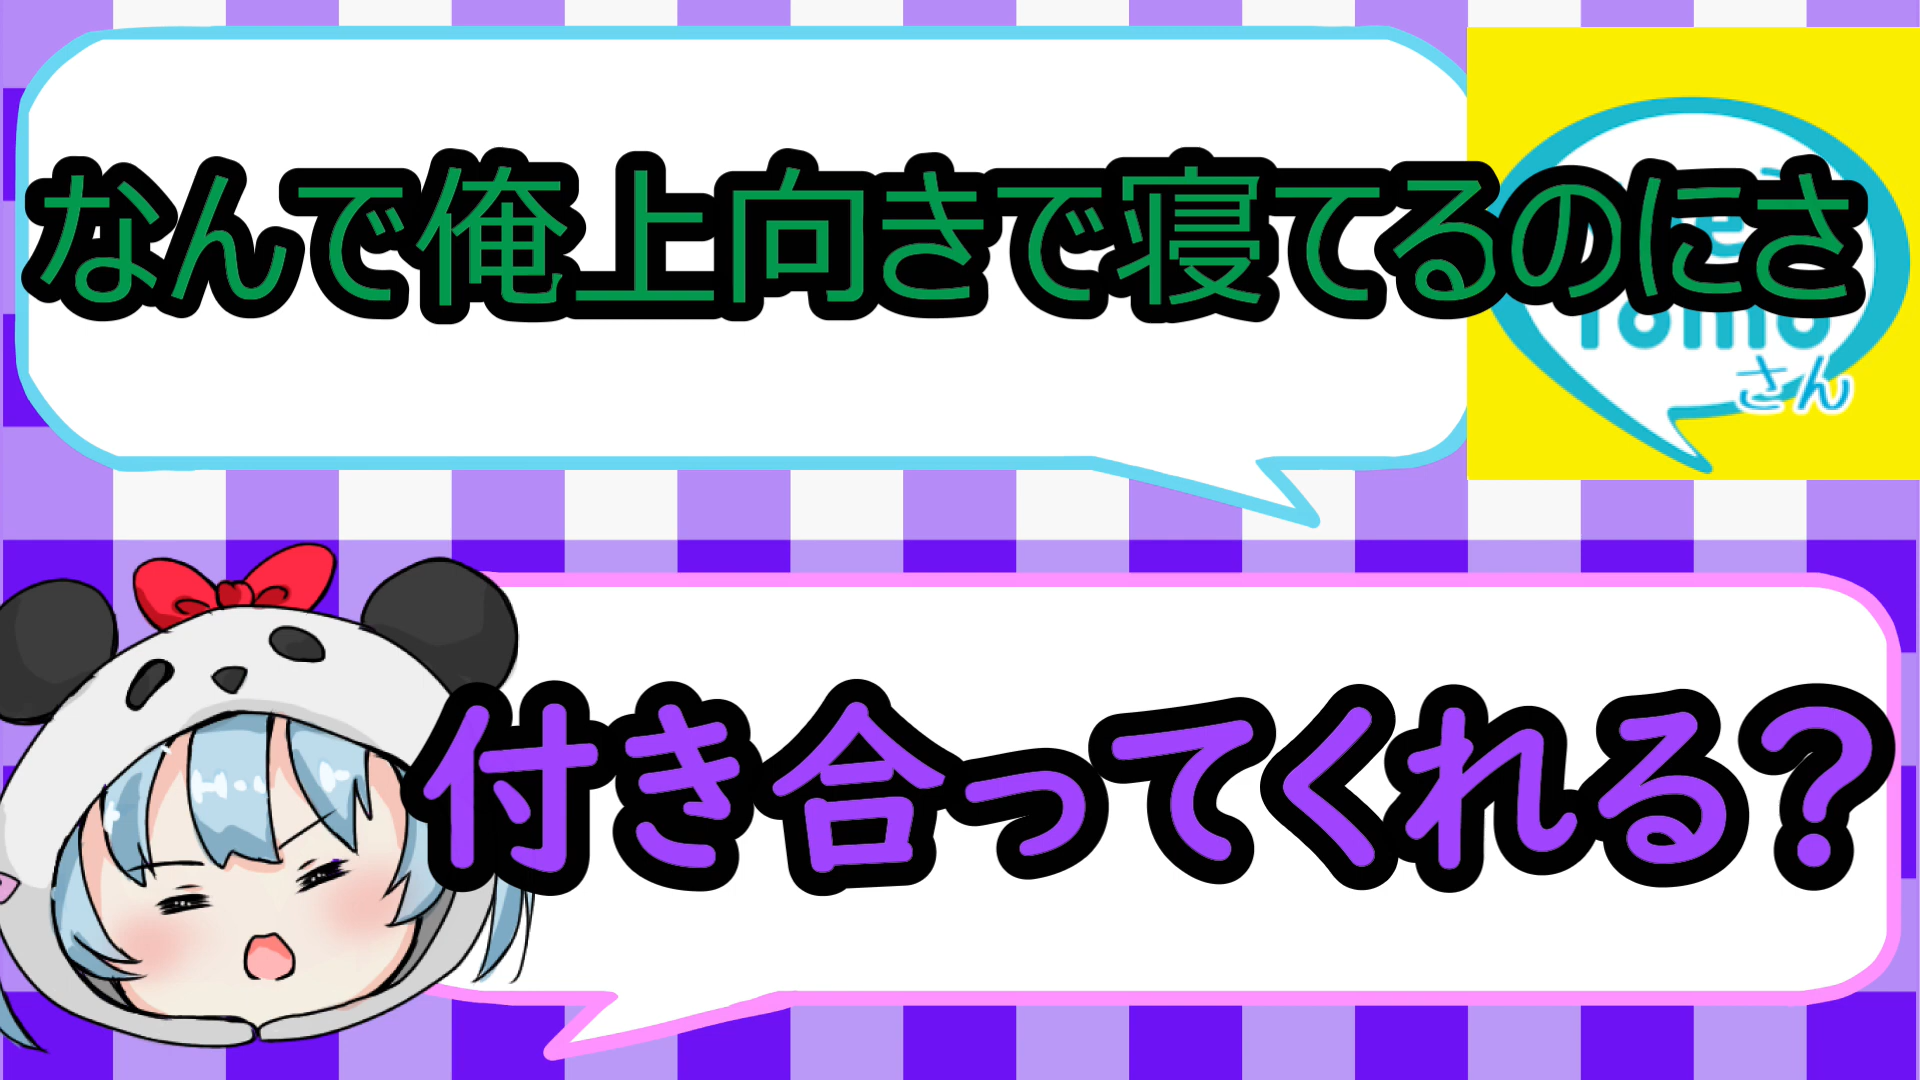 なんで俺上向きで寝てるのにさ
Tomo
さん
付き合ってくれる？